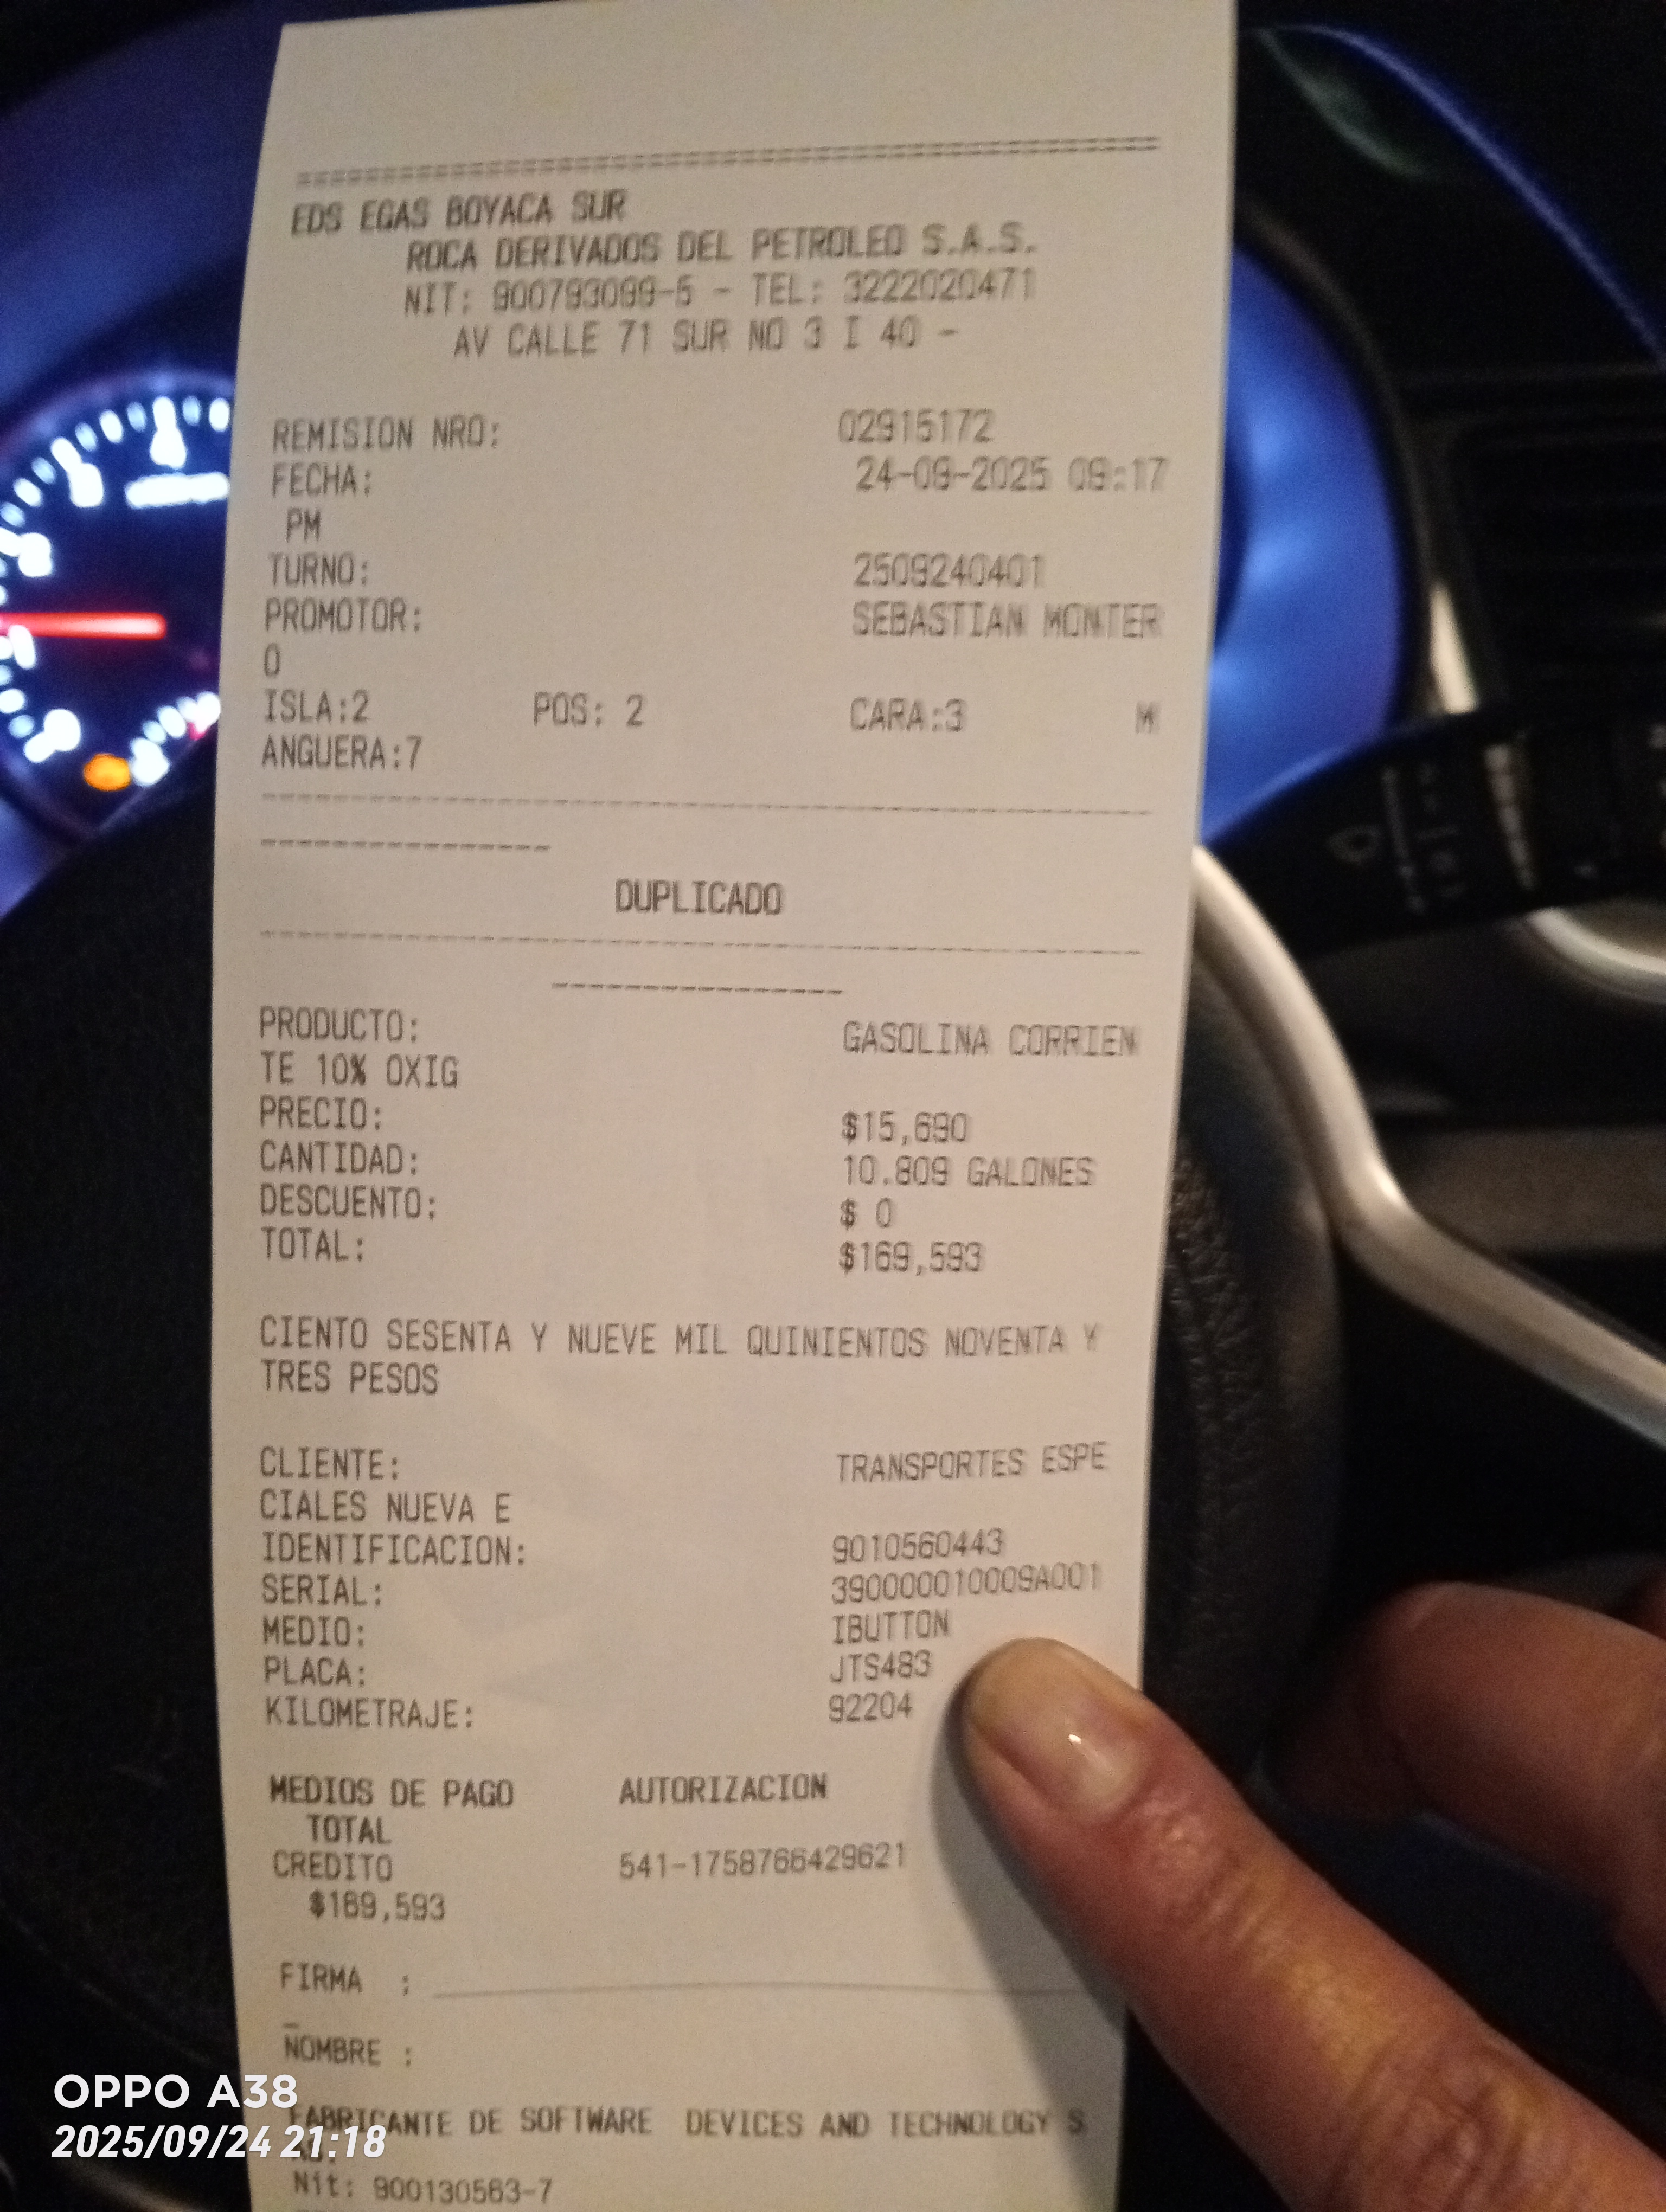 ==================================================
EDS EGAS BOYACA SUR
ROCA DERIVADOS DEL PETROLEO S.A.S.
NIT: 900793099-5 - TEL: 3222020471
AV CALLE 71 SUR NO 3 I 40 -
REMISION NRO: 02915172
FECHA: 24-09-2025 09:17
PM
TURNO: 2509240401
PROMOTOR: SEBASTIAN MONTER
O
ISLA:2 POS: 2 CARA:3 M
ANGUERA:7
DUPLICADO
PRODUCTO: GASOLINA CORRIEN
TE 10% OXIG
PRECIO: $15,690
CANTIDAD: 10.809 GALONES
DESCUENTO: $ 0
TOTAL: $169,593
CIENTO SESENTA Y NUEVE MIL QUINIENTOS NOVENTA Y
TRES PESOS
CLIENTE: TRANSPORTES ESPE
CIALES NUEVA E
IDENTIFICACION: 9010560443
SERIAL: 390000010009A001
MEDIO: IBUTTON
PLACA: JTS483
KILOMETRAJE: 92204
MEDIOS DE PAGO AUTORIZACION
TOTAL
CREDITO 541-1758766429621
$169,593
FIRMA :
NOMBRE :
FABRICANTE DE SOFTWARE DEVICES AND TECHNOLOGY S
Nit: 900130563-7
OPPO A38
2025/09/24 21:18